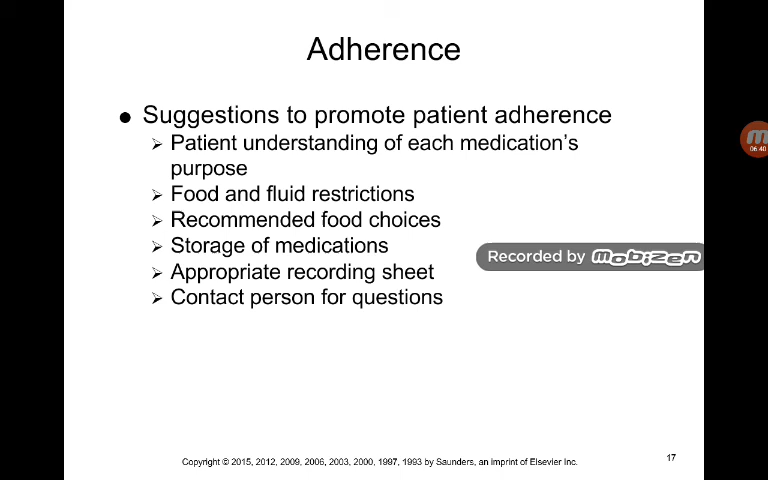 Adherence
● Suggestions to promote patient adherence
➢ Patient understanding of each medication's
purpose
➢ Food and fluid restrictions
➢ Recommended food choices
➢ Storage of medications
➢ Appropriate recording sheet
➢ Contact person for questions
m
06:40
Recorded by mobizen
17
Copyright © 2015, 2012, 2009, 2006, 2003, 2000, 1997, 1993 by Saunders, an imprint of Elsevier Inc.